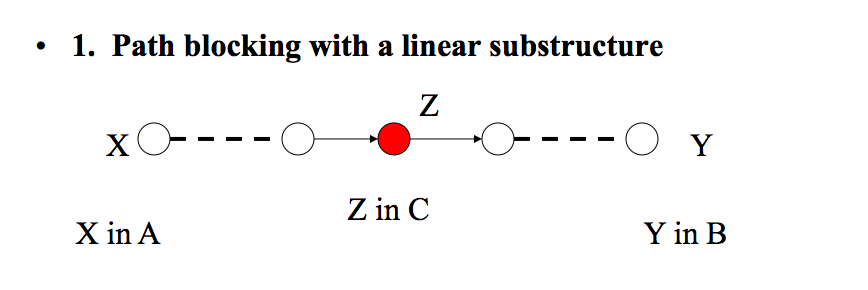 • 1. Path blocking with a linear substructure
Z
X Y
Z in C
X in A Y in B